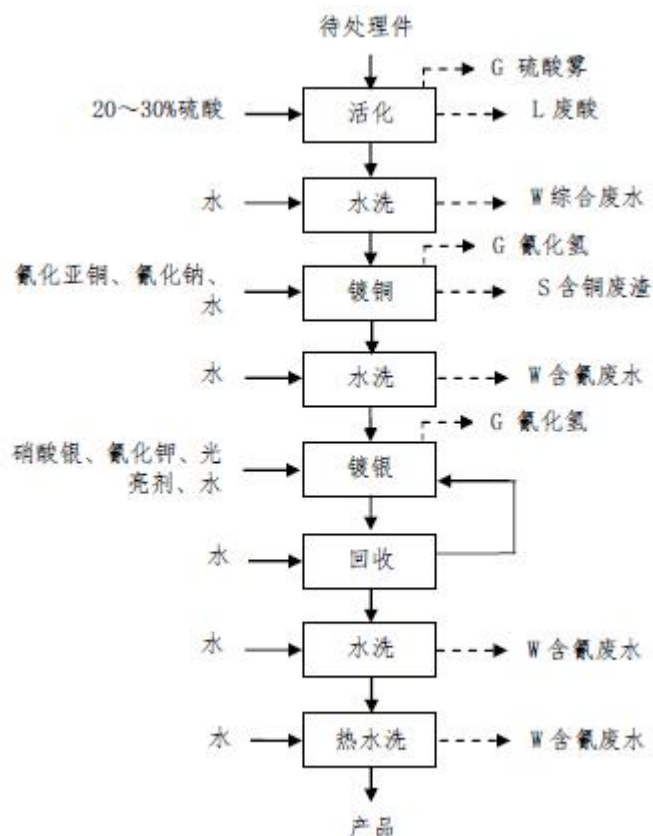 待处理件
G 硫酸雾
20～30%硫酸
活化
L 废酸
水
水洗
W 综合废水
G 氰化氢
氰化亚铜、氰化钠、
水
镀铜
S 含铜废渣
水
水洗
W 含氰废水
G 氰化氢
硝酸银、氰化钾、光
亮剂、水
镀银
水
回收
水
水洗
W 含氰废水
水
热水洗
W 含氰废水
产品